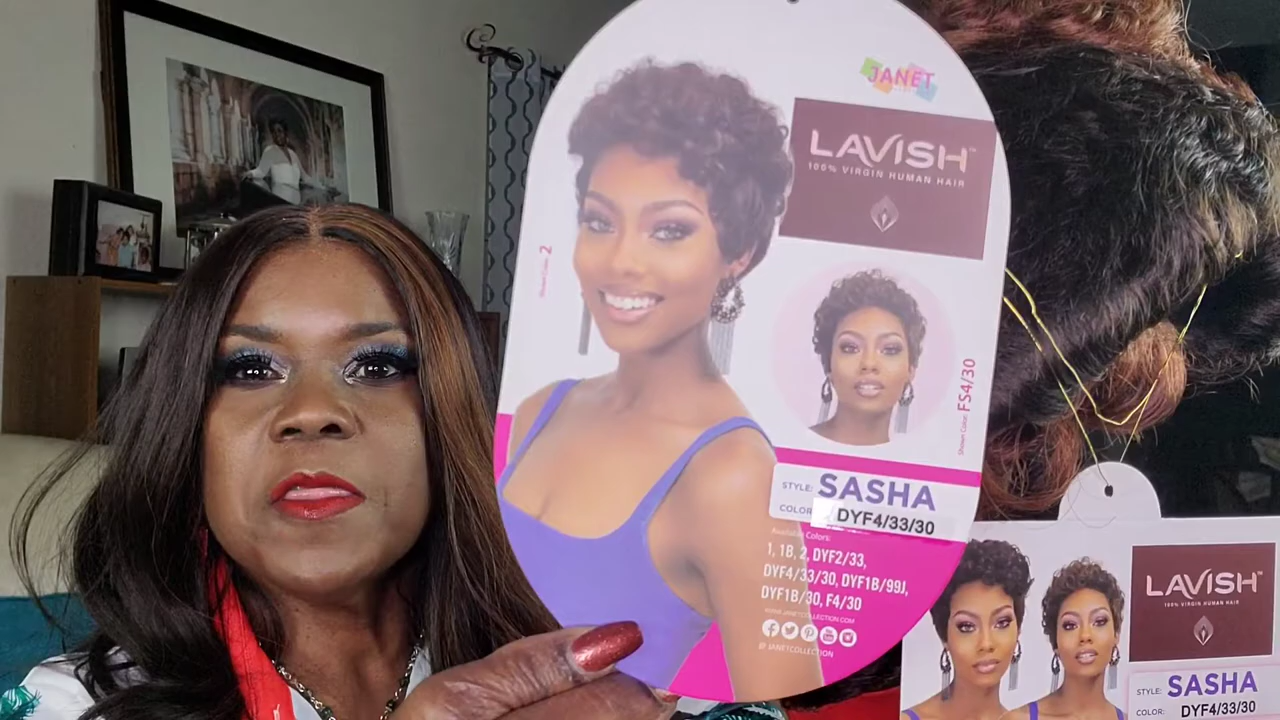 JANET
LAVISH™
100% VIRGIN HUMAN HAIR
Shown Color: 2
Shown Color: FS4/30
STYLE: SASHA
COLOR: DYF4/33/30
Available Colors:
1, 1B, 2, DYF2/33,
DYF4/33/30, DYF1B/99J,
DYF1B/30, F4/30
WWW.JANETCOLLECTION.COM
@ JANETCOLLECTION
LAVISH™
100% VIRGIN HUMAN HAIR
STYLE: SASHA
COLOR: DYF4/33/30